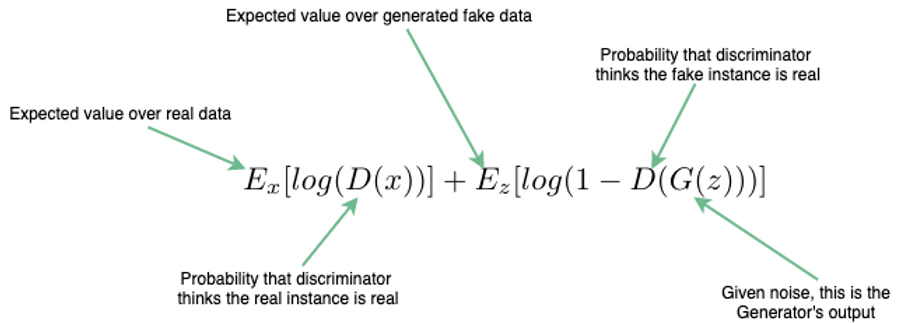 Expected value over generated fake data
Probability that discriminator
thinks the fake instance is real
Expected value over real data
E_x[log(D(x))] + E_z[log(1 − D(G(z)))]
Probability that discriminator
thinks the real instance is real
Given noise, this is the
Generator's output